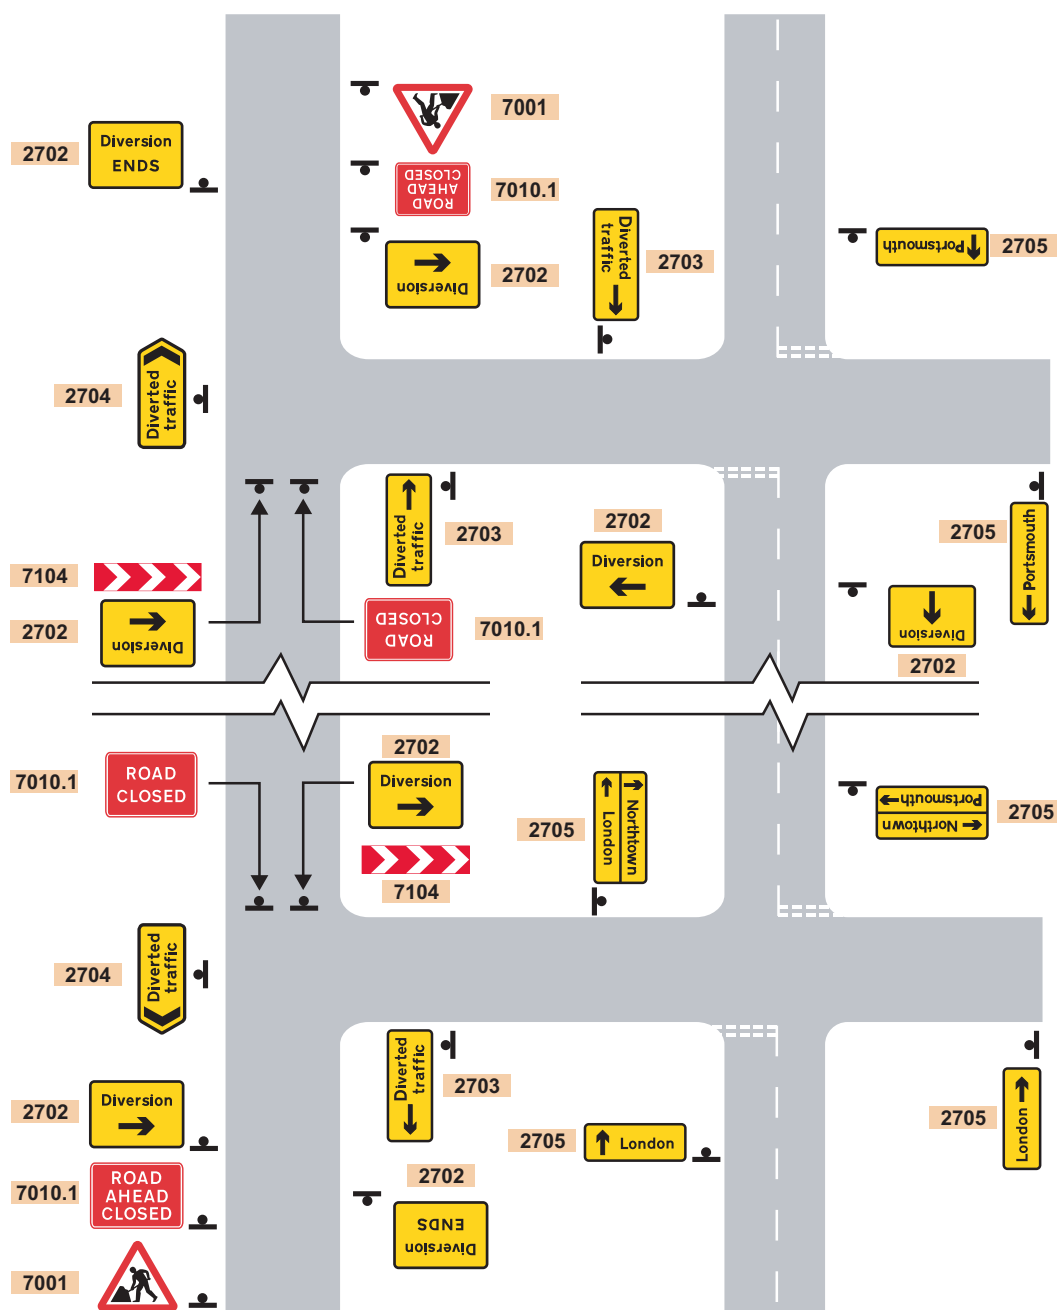 7001
2702
Diversion
ENDS
ROAD
AHEAD
CLOSED
7010.1
Diversion
2702
Diverted
traffic
2703
Portsmouth
2705
2704
Diverted
traffic
Diverted
traffic
2703
2702
Diversion
2705
Portsmouth
7104
2702
Diversion
ROAD
CLOSED
7010.1
Diversion
2702
7010.1
ROAD
CLOSED
2702
Diversion
7104
2705
London
Northtown
Northtown
Portsmouth
2705
2704
Diverted
traffic
Diverted
traffic
2703
2702
Diversion
2705
London
2705
London
7010.1
ROAD
AHEAD
CLOSED
2702
Diversion
ENDS
7001